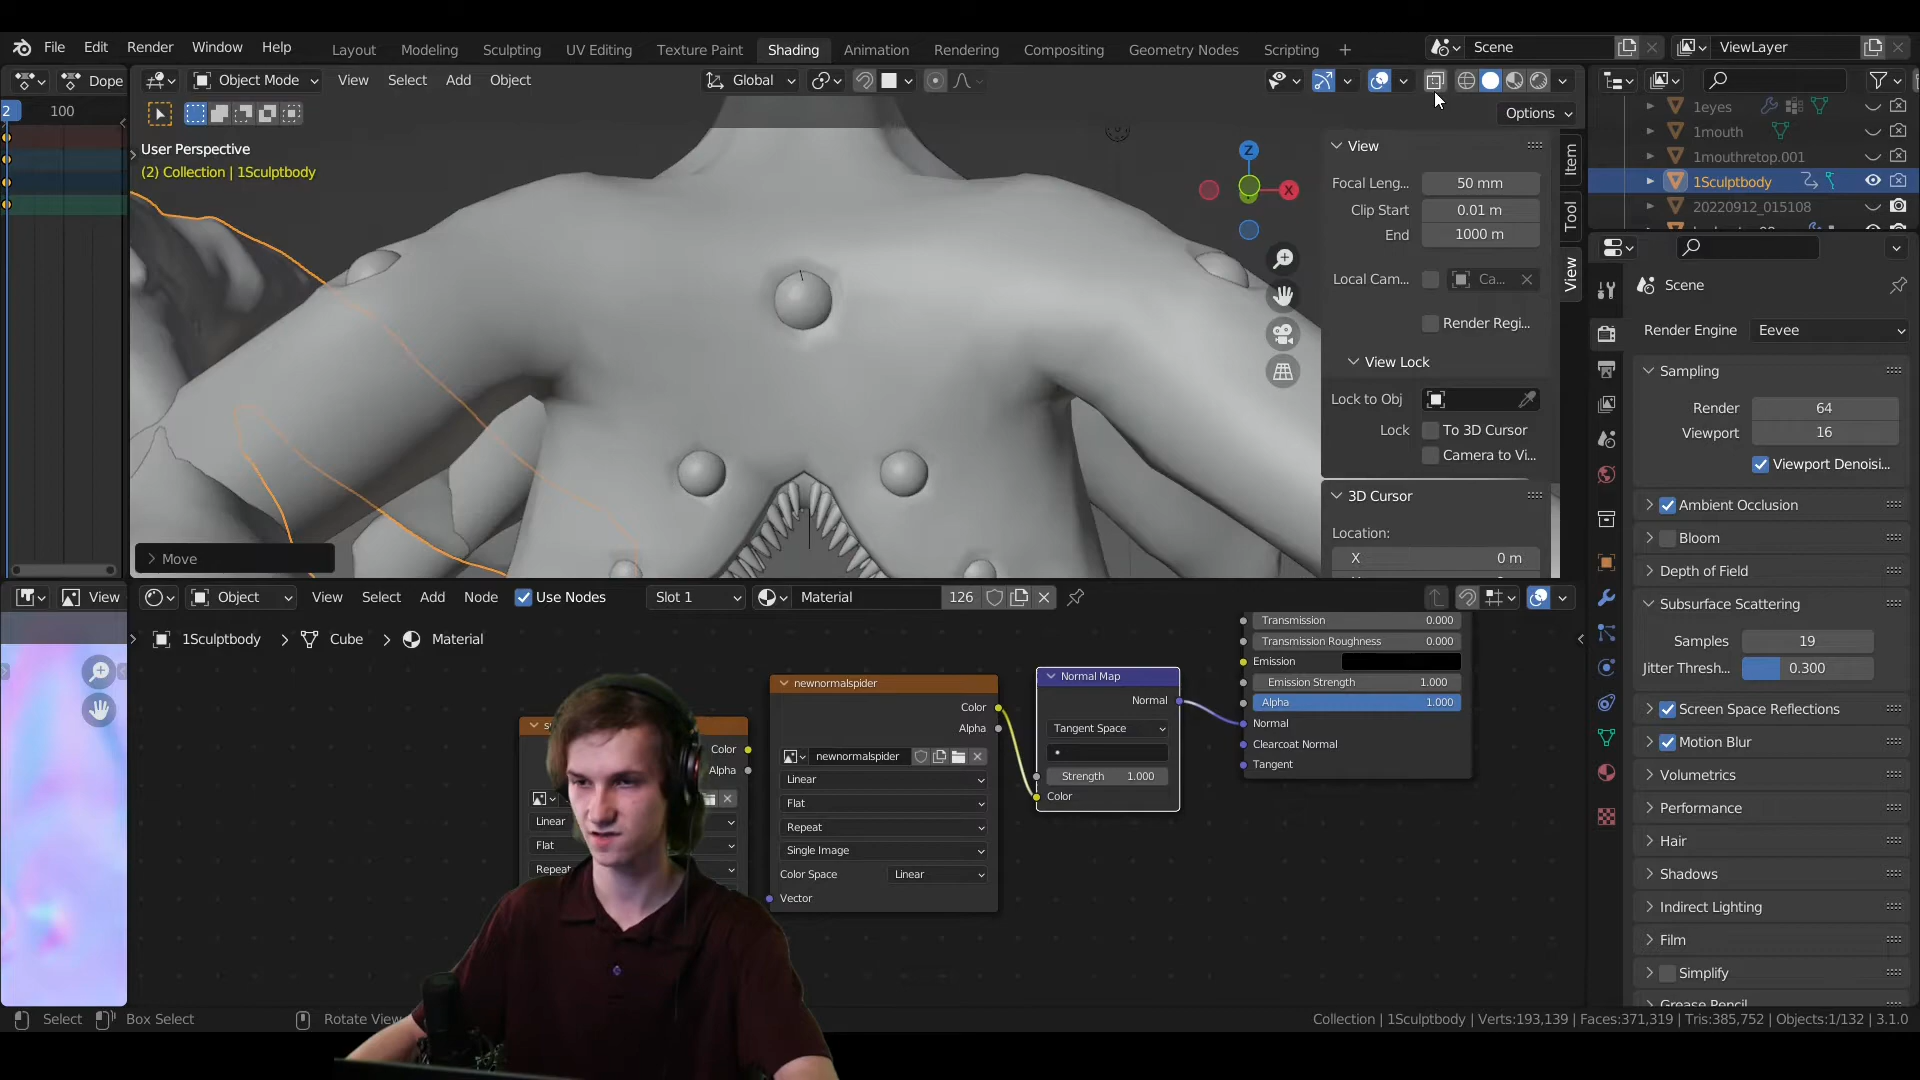 File Edit Render Window Help
Layout Modeling Sculpting UV Editing Texture Paint Shading Animation Rendering Compositing Geometry Nodes Scripting
Scene
ViewLayer
Dope
Object Mode View Select Add Object
Global
100
2
Options
User Perspective
(2) Collection | 1Sculptbody
Z
X
View
Focal Leng... 50 mm
Clip Start 0.01 m
End 1000 m
Local Cam... Ca...
Render Regi...
View Lock
Lock to Obj
Lock To 3D Cursor
Camera to Vi...
3D Cursor
Location:
X 0 m
Item
Tool
View
Move
1eyes
1mouth
1mouthretop.001
1Sculptbody
20220912_015108
Scene
Render Engine Eevee
Sampling
Render 64
Viewport 16
Viewport Denoisi...
Ambient Occlusion
Bloom
Depth of Field
Subsurface Scattering
Samples 19
Jitter Thresh... 0.300
Screen Space Reflections
Motion Blur
Volumetrics
Performance
Hair
Shadows
Indirect Lighting
Film
Simplify
Grease Pencil
View
Object View Select Add Node Use Nodes Slot 1 Material 126
1Sculptbody > Cube > Material
Color
Alpha
Linear
Flat
Repeat
newnormalspider
Color
Alpha
newnormalspider
Linear
Flat
Repeat
Single Image
Color Space Linear
Vector
Normal Map
Normal
Tangent Space
Strength 1.000
Color
Transmission 0.000
Transmission Roughness 0.000
Emission
Emission Strength 1.000
Alpha 1.000
Normal
Clearcoat Normal
Tangent
Select Box Select Rotate View
Collection | 1Sculptbody | Verts:193,139 | Faces:371,319 | Tris:385,752 | Objects:1/132 | 3.1.0